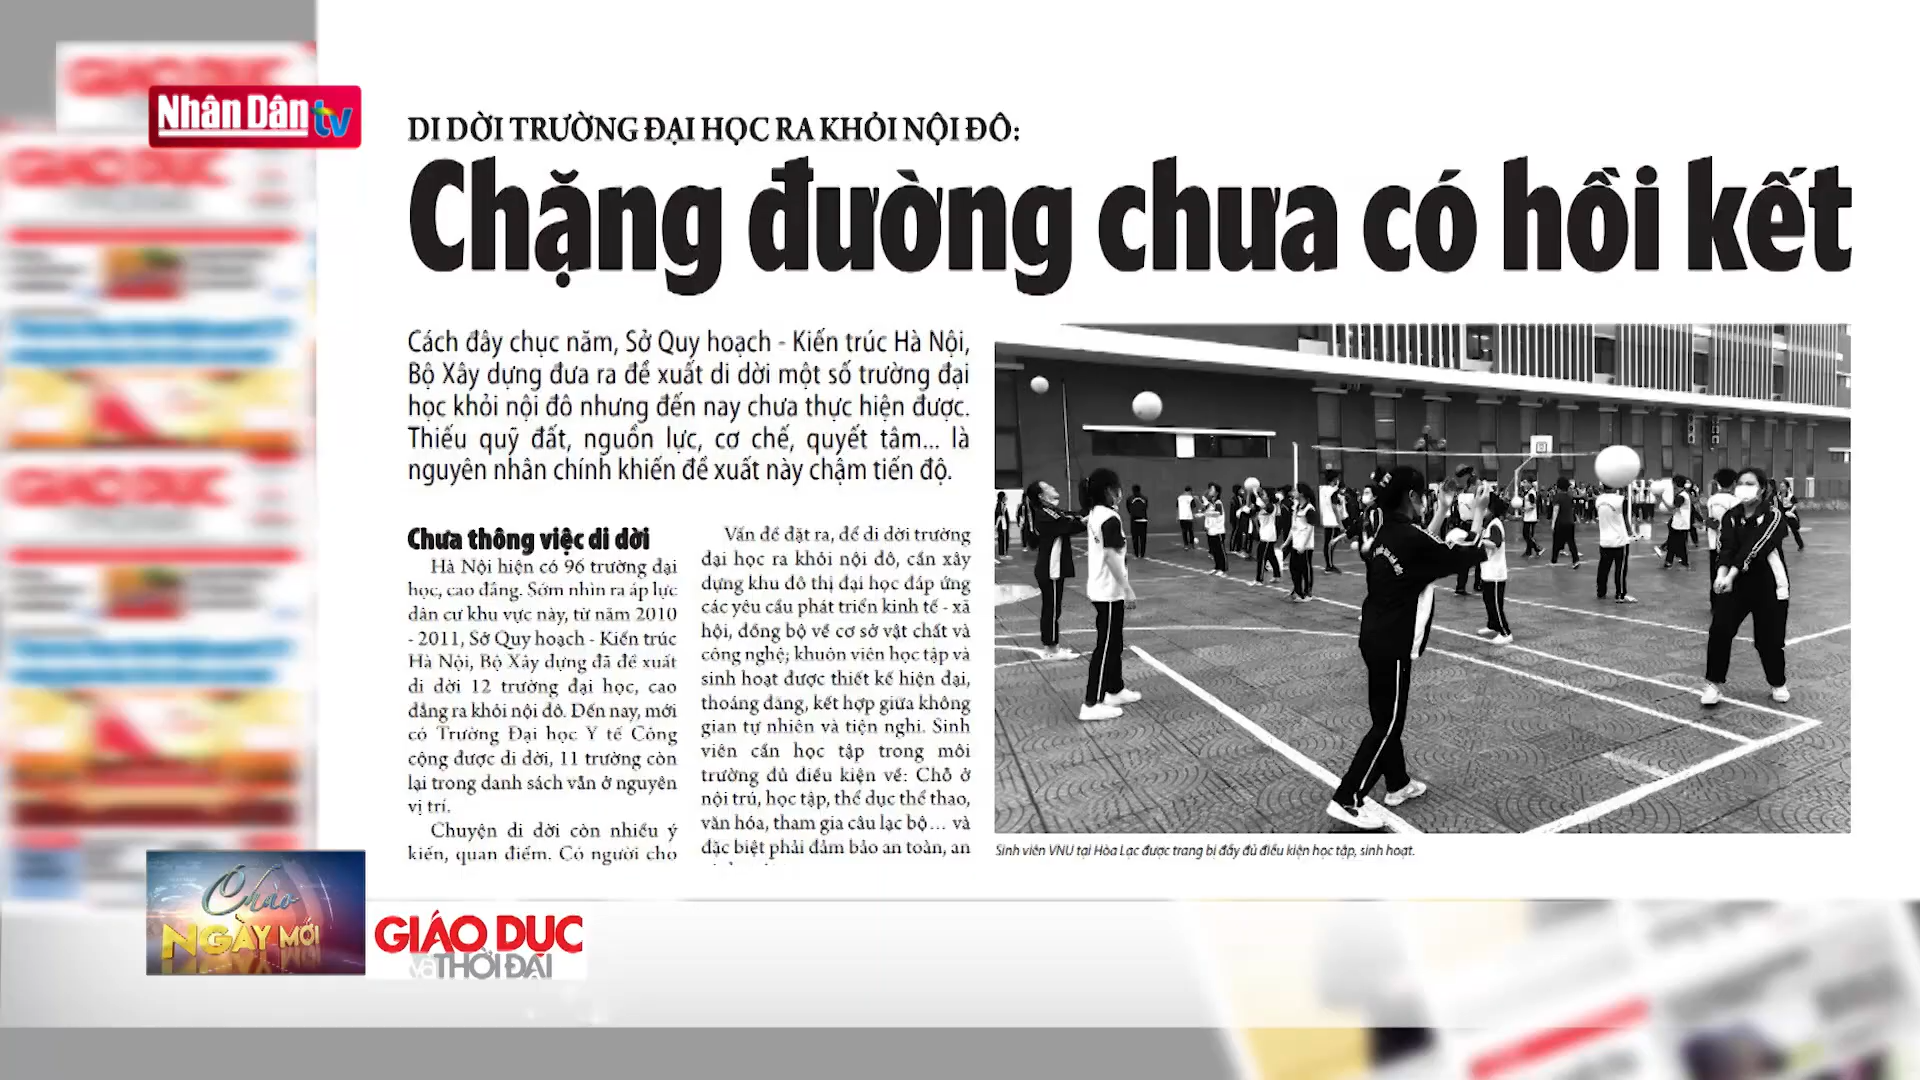 GIÁO DỤC
Nhân Dân tv
DI DỜI TRƯỜNG ĐẠI HỌC RA KHỎI NỘI ĐÔ:
Chặng đường chưa có hồi kết
Cách đây chục năm, Sở Quy hoạch - Kiến trúc Hà Nội,
Bộ Xây dựng đưa ra đề xuất di dời một số trường đại
học khỏi nội đô nhưng đến nay chưa thực hiện được.
Thiếu quỹ đất, nguồn lực, cơ chế, quyết tâm... là
nguyên nhân chính khiến đề xuất này chậm tiến độ.
Chưa thông việc di dời
Hà Nội hiện có 96 trường đại
học, cao đẳng. Sớm nhìn ra áp lực
dân cư khu vực này, từ năm 2010
- 2011, Sở Quy hoạch - Kiến trúc
Hà Nội, Bộ Xây dựng đã đề xuất
di dời 12 trường đại học, cao
đẳng ra khỏi nội đô. Đến nay, mới
có Trường Đại học Y tế Công
cộng được di dời, 11 trường còn
lại trong danh sách vẫn ở nguyên
vị trí.
Chuyện di dời còn nhiều ý
kiến, quan điểm. Có người cho
Vấn đề đặt ra, để di dời trường
đại học ra khỏi nội đô, cần xây
dựng khu đô thị đại học đáp ứng
các yêu cầu phát triển kinh tế - xã
hội, đồng bộ về cơ sở vật chất và
công nghệ; khuôn viên học tập và
sinh hoạt được thiết kế hiện đại,
thoáng đãng, kết hợp giữa không
gian tự nhiên và tiện nghi. Sinh
viên cần học tập trong môi
trường đủ điều kiện về: Chỗ ở
nội trú, học tập, thể dục thể thao,
văn hóa, tham gia câu lạc bộ... và
đặc biệt phải đảm bảo an toàn, an
Sinh viên VNU tại Hòa Lạc được trang bị đầy đủ điều kiện học tập, sinh hoạt.
Chào
NGÀY MỚI
GIÁO DỤC
và THỜI ĐẠI